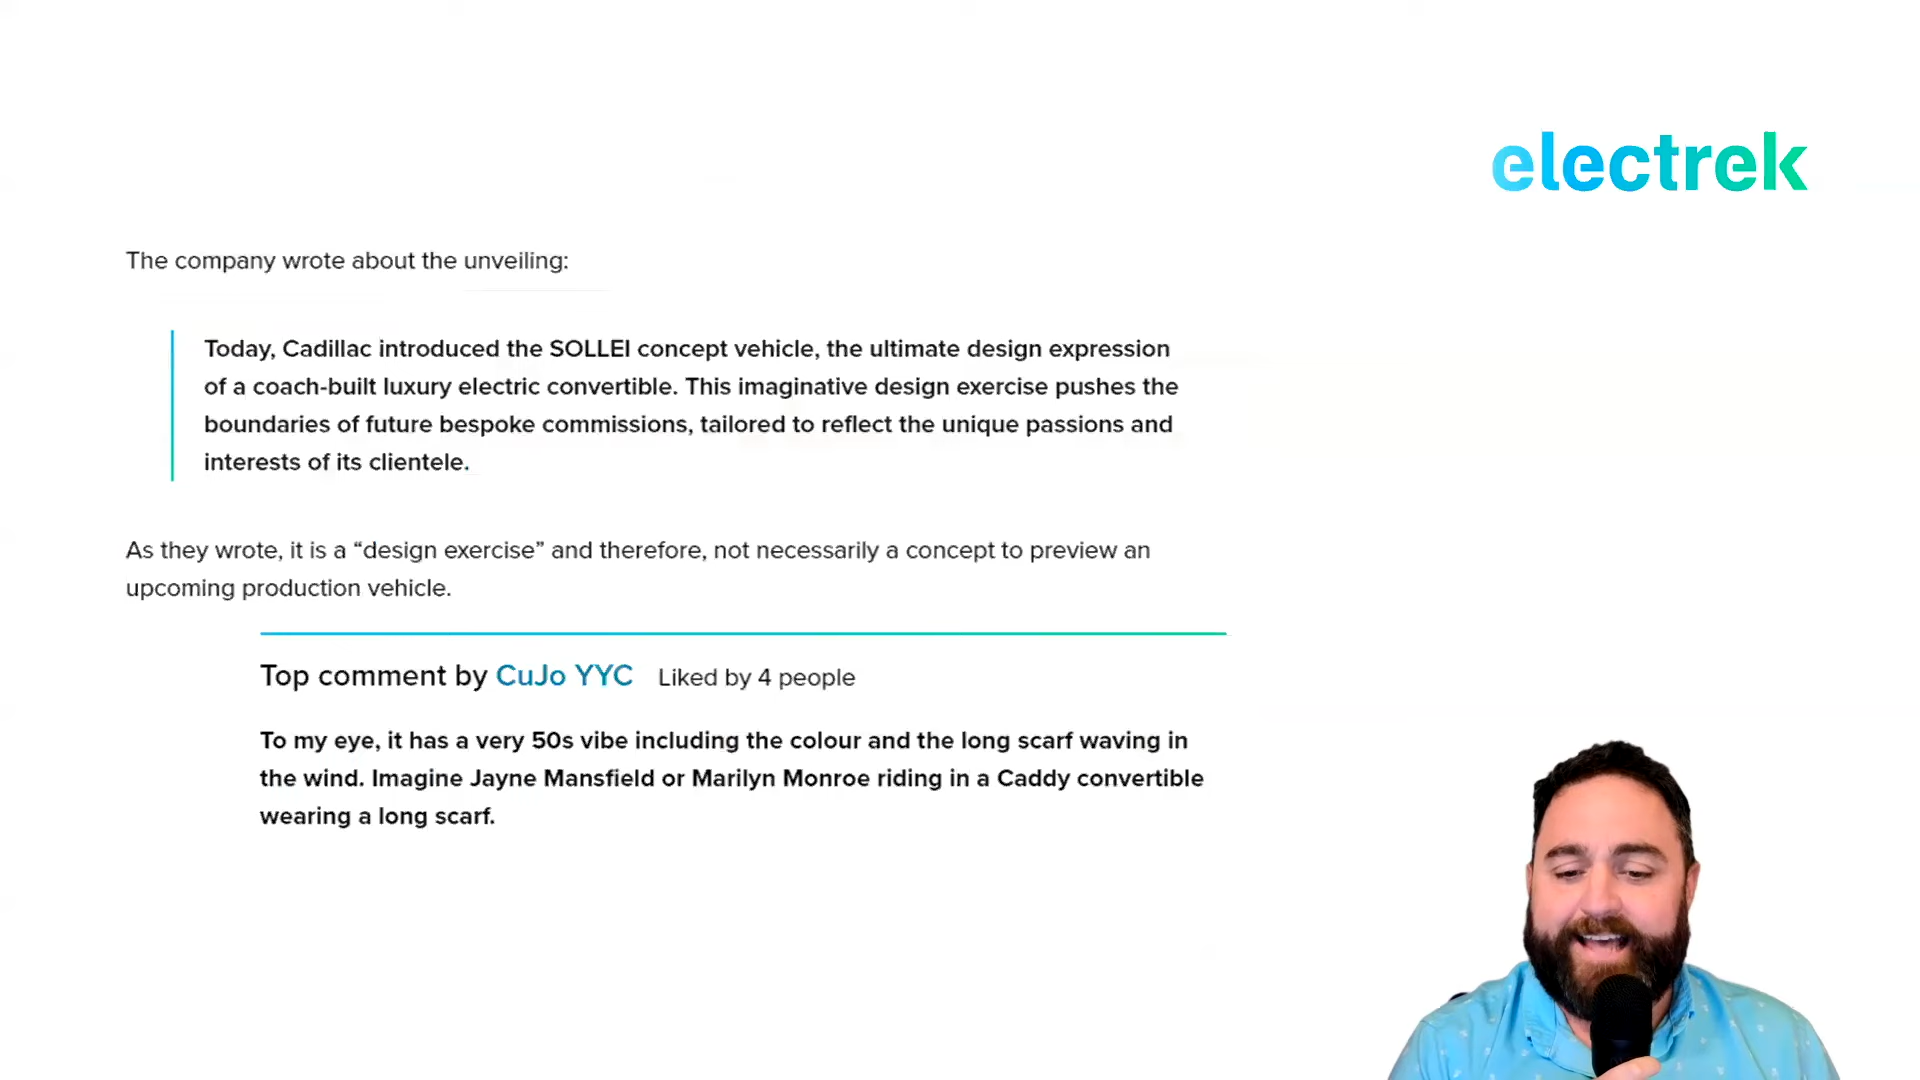 electrek
The company wrote about the unveiling:
Today, Cadillac introduced the SOLLEI concept vehicle, the ultimate design expression
of a coach-built luxury electric convertible. This imaginative design exercise pushes the
boundaries of future bespoke commissions, tailored to reflect the unique passions and
interests of its clientele.
As they wrote, it is a “design exercise” and therefore, not necessarily a concept to preview an
upcoming production vehicle.
Top comment by CuJo YYC Liked by 4 people
To my eye, it has a very 50s vibe including the colour and the long scarf waving in
the wind. Imagine Jayne Mansfield or Marilyn Monroe riding in a Caddy convertible
wearing a long scarf.